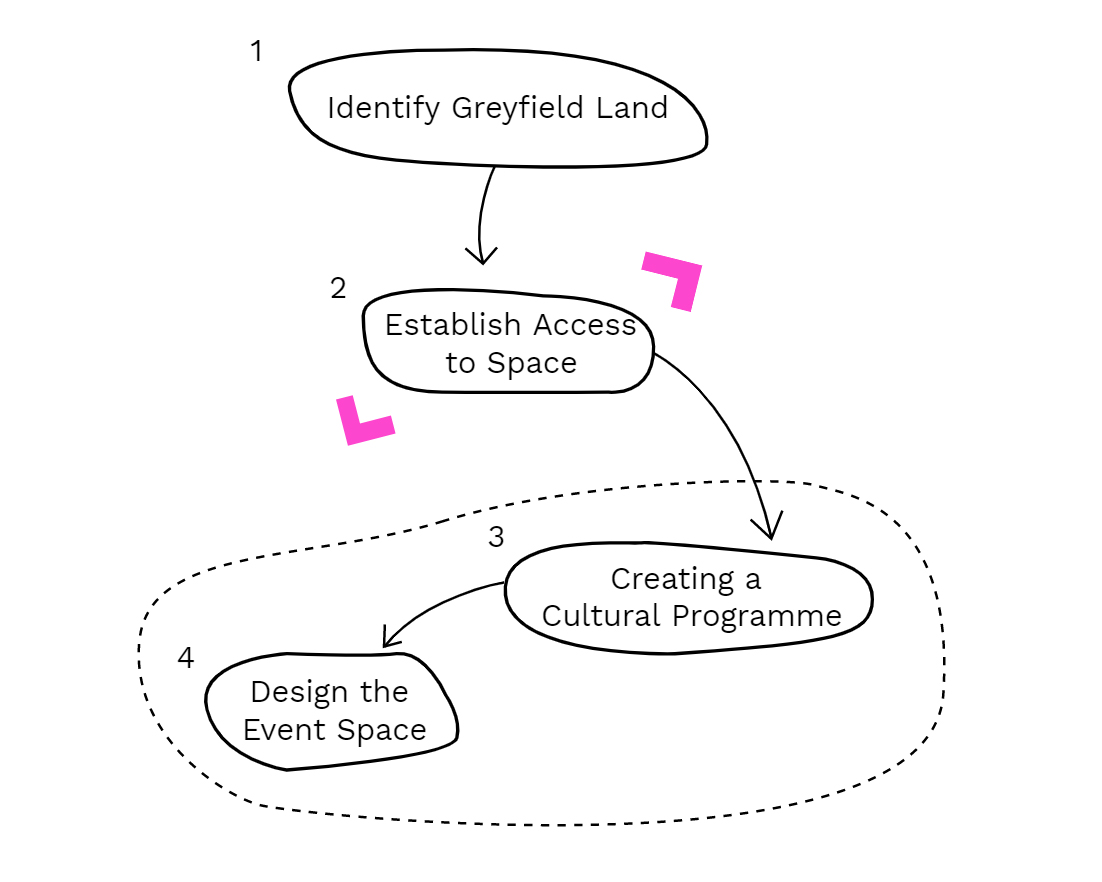 1
Identify Greyfield Land
2
Establish Access
to Space
3
Creating a
Cultural Programme
4
Design the
Event Space